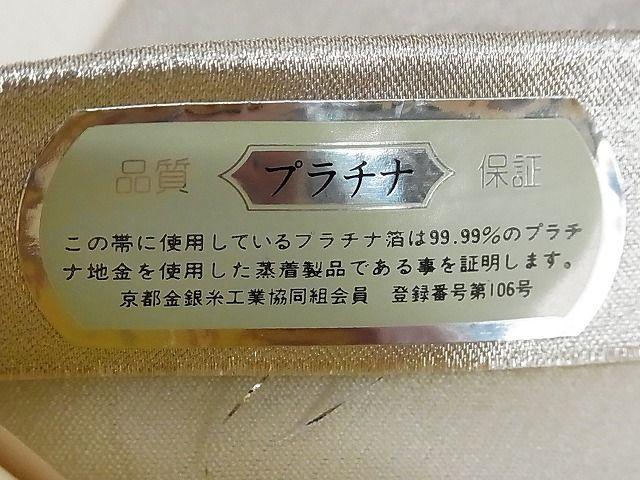 品質 プラチナ 保証
この帯に使用しているプラチナ箔は99.99%のプラチ
ナ地金を使用した蒸着製品である事を証明します。
京都金銀糸工業協同組会員 登録番号第106号